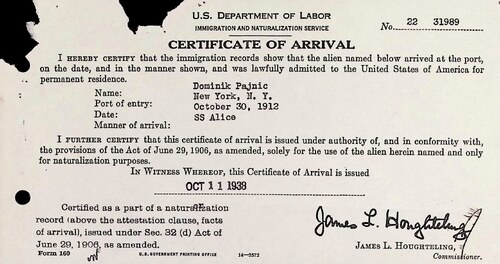 U.S. DEPARTMENT OF LABOR
IMMIGRATION AND NATURALIZATION SERVICE
No. 22 31989
CERTIFICATE OF ARRIVAL
I HEREBY CERTIFY that the immigration records show that the alien named below arrived at the port,
on the date, and in the manner shown, and was lawfully admitted to the United States of America for
permanent residence.
Name: Dominik Pajnic
Port of entry: New York, N. Y.
Date: October 30, 1912
Manner of arrival: SS Alice
I FURTHER CERTIFY that this certificate of arrival is issued under authority of, and in conformity with,
the provisions of the Act of June 29, 1906, as amended, solely for the use of the alien herein named and only
for naturalization purposes.
IN WITNESS WHEREOF, this Certificate of Arrival is issued
OCT 11 1938
Certified as a part of a naturalization
record (above the attestation clause, facts
of arrival), issued under Sec. 32 (d) Act of
June 29, 1906, as amended.
James L. Houghteling
JAMES L. HOUGHTELING,
Commissioner.
Form 160
U.S. GOVERNMENT PRINTING OFFICE 14—2572